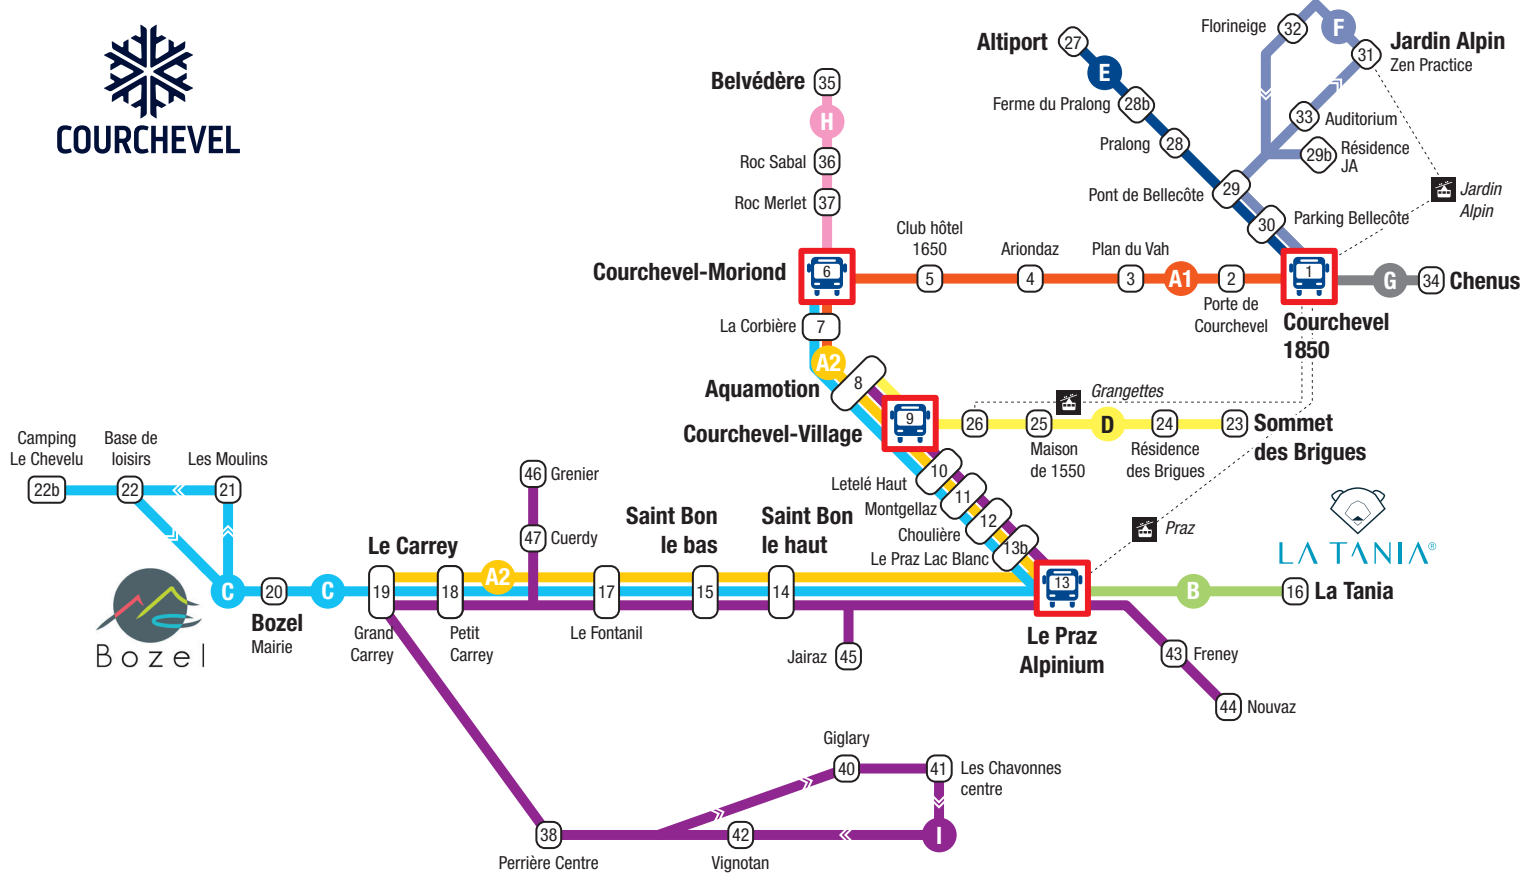 COURCHEVEL
Altiport
27
E
Ferme du Pralong
28b
Pralong
28
Pont de Bellecôte
29
30
Parking Bellecôte
Florineige
32
F
31
Jardin Alpin
Zen Practice
33
Auditorium
29b
Résidence
JA
Jardin
Alpin
Belvédère
35
H
Roc Sabal
36
Roc Merlet
37
Courchevel-Moriond
6
Club hôtel
1650
5
Ariondaz
4
Plan du Vah
3
A1
2
Porte de
Courchevel
1
Courchevel
1850
G
34
Chenus
La Corbière
7
A2
Aquamotion
8
Courchevel-Village
9
Grangettes
26
25
Maison
de 1550
D
24
Résidence
des Brigues
23
Sommet
des Brigues
10
Letelé Haut
11
Montgellaz
12
Choulière
13b
Le Praz Lac Blanc
Praz
LA TANIA®
Camping
Le Chevelu
22b
Base de
loisirs
22
Les Moulins
21
C
20
Bozel
Mairie
C
Bozel
Le Carrey
19
Grand
Carrey
18
Petit
Carrey
A2
46
Grenier
47
Cuerdy
17
Le Fontanil
Saint Bon
le bas
15
Saint Bon
le haut
14
Jairaz
45
13
Le Praz
Alpinium
B
16
La Tania
43
Freney
44
Nouvaz
Giglary
40
41
Les Chavonnes
centre
38
Perrière Centre
42
Vignotan
I